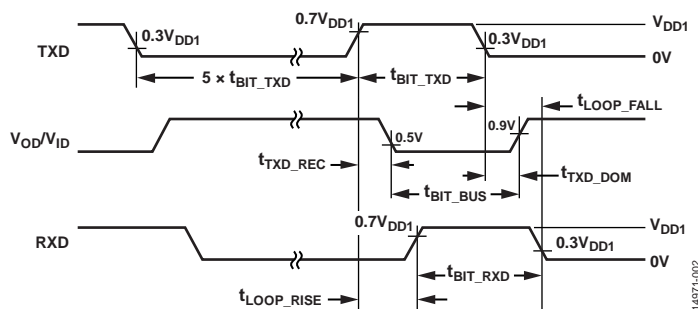 0.7VDD1
VDD1
0.3VDD1
0.3VDD1
TXD
0V
5 × tBIT_TXD
tBIT_TXD
tLOOP_FALL
0.9V
VOD/VID
0.5V
tTXD_REC
tTXD_DOM
tBIT_BUS
0.7VDD1
VDD1
RXD
0.3VDD1
0V
tBIT_RXD
tLOOP_RISE
14971-002